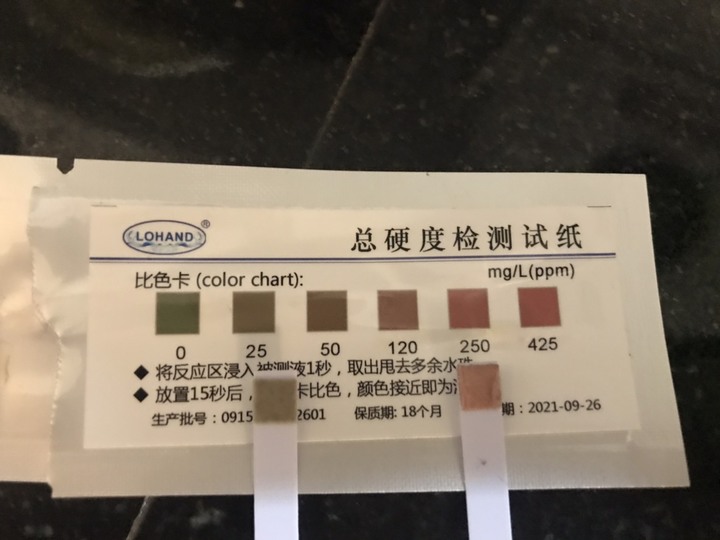 LOHAND®
总硬度检测试纸
比色卡 (color chart):
mg/L(ppm)
0 25 50 120 250 425
◆ 将反应区浸入被测液1秒，取出甩去多余水珠
◆ 放置15秒后， 卡比色，颜色接近即为
生产批号：0915 2601 保质期: 18个月 期：2021-09-26